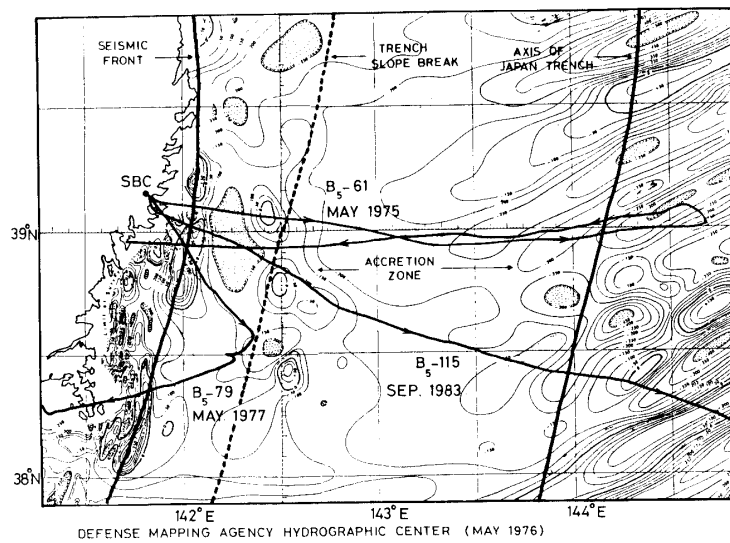 SEISMIC
FRONT
TRENCH
SLOPE BREAK
AXIS OF
JAPAN TRENCH
SBC
B5-61
MAY 1975
39°N
ACCRETION
ZONE
B5-115
SEP. 1983
B5-79
MAY 1977
38°N
142°E
143°E
144°E
DEFENSE MAPPING AGENCY HYDROGRAPHIC CENTER (MAY 1976)